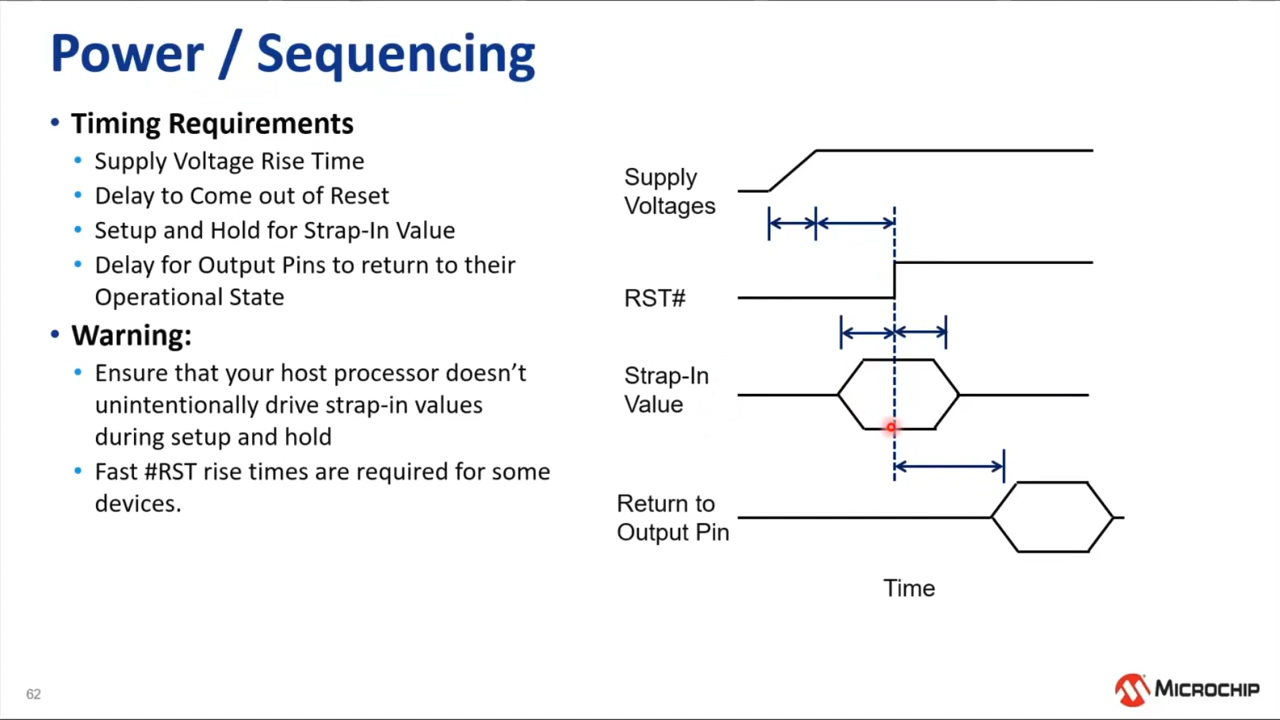 Power / Sequencing
• Timing Requirements
• Supply Voltage Rise Time
• Delay to Come out of Reset
• Setup and Hold for Strap-In Value
• Delay for Output Pins to return to their
Operational State
• Warning:
• Ensure that your host processor doesn’t
unintentionally drive strap-in values
during setup and hold
• Fast #RST rise times are required for some
devices.
Supply
Voltages
RST#
Strap-In
Value
Return to
Output Pin
Time
62
MICROCHIP